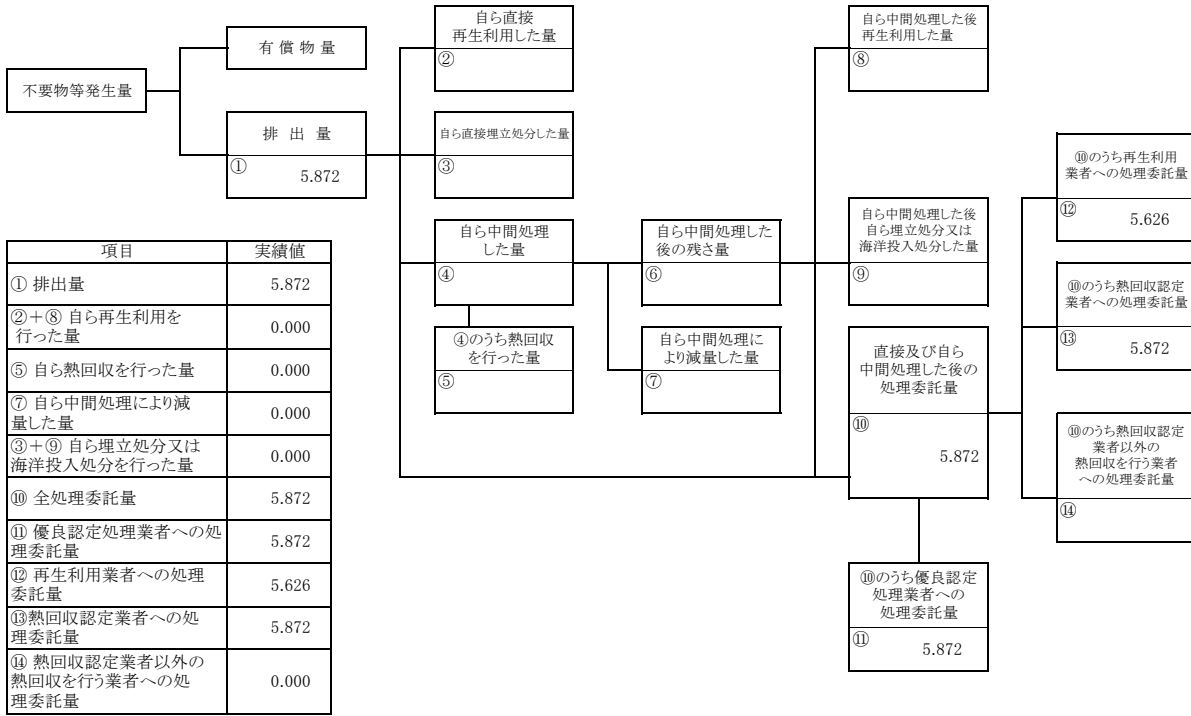 不要物等発生量
有 償 物 量
排 出 量
①
5.872
自ら直接
再生利用した量
②
自ら直接埋立処分した量
③
自ら中間処理
した量
④
④のうち熱回収
を行った量
⑤
自ら中間処理した
後の残さ量
⑥
自ら中間処理に
より減量した量
⑦
自ら中間処理した後
再生利用した量
⑧
自ら中間処理した後
自ら埋立処分又は
海洋投入処分した量
⑨
直接及び自ら
中間処理した後の
処理委託量
⑩
5.872
⑩のうち優良認定
処理業者への
処理委託量
⑪
5.872
⑩のうち再生利用
業者への処理委託量
⑫
5.626
⑩のうち熱回収認定
業者への処理委託量
⑬
5.872
⑩のうち熱回収認定
業者以外の
熱回収を行う業者
への処理委託量
⑭
項目 実績値
① 排出量 5.872
②＋⑧ 自ら再生利用を
行った量 0.000
⑤ 自ら熱回収を行った量 0.000
⑦ 自ら中間処理により減
量した量 0.000
③＋⑨ 自ら埋立処分又は
海洋投入処分を行った量 0.000
⑩ 全処理委託量 5.872
⑪ 優良認定処理業者への処
理委託量 5.872
⑫ 再生利用業者への処理
委託量 5.626
⑬熱回収認定業者への処
理委託量 5.872
⑭ 熱回収認定業者以外の
熱回収を行う業者への処
理委託量 0.000